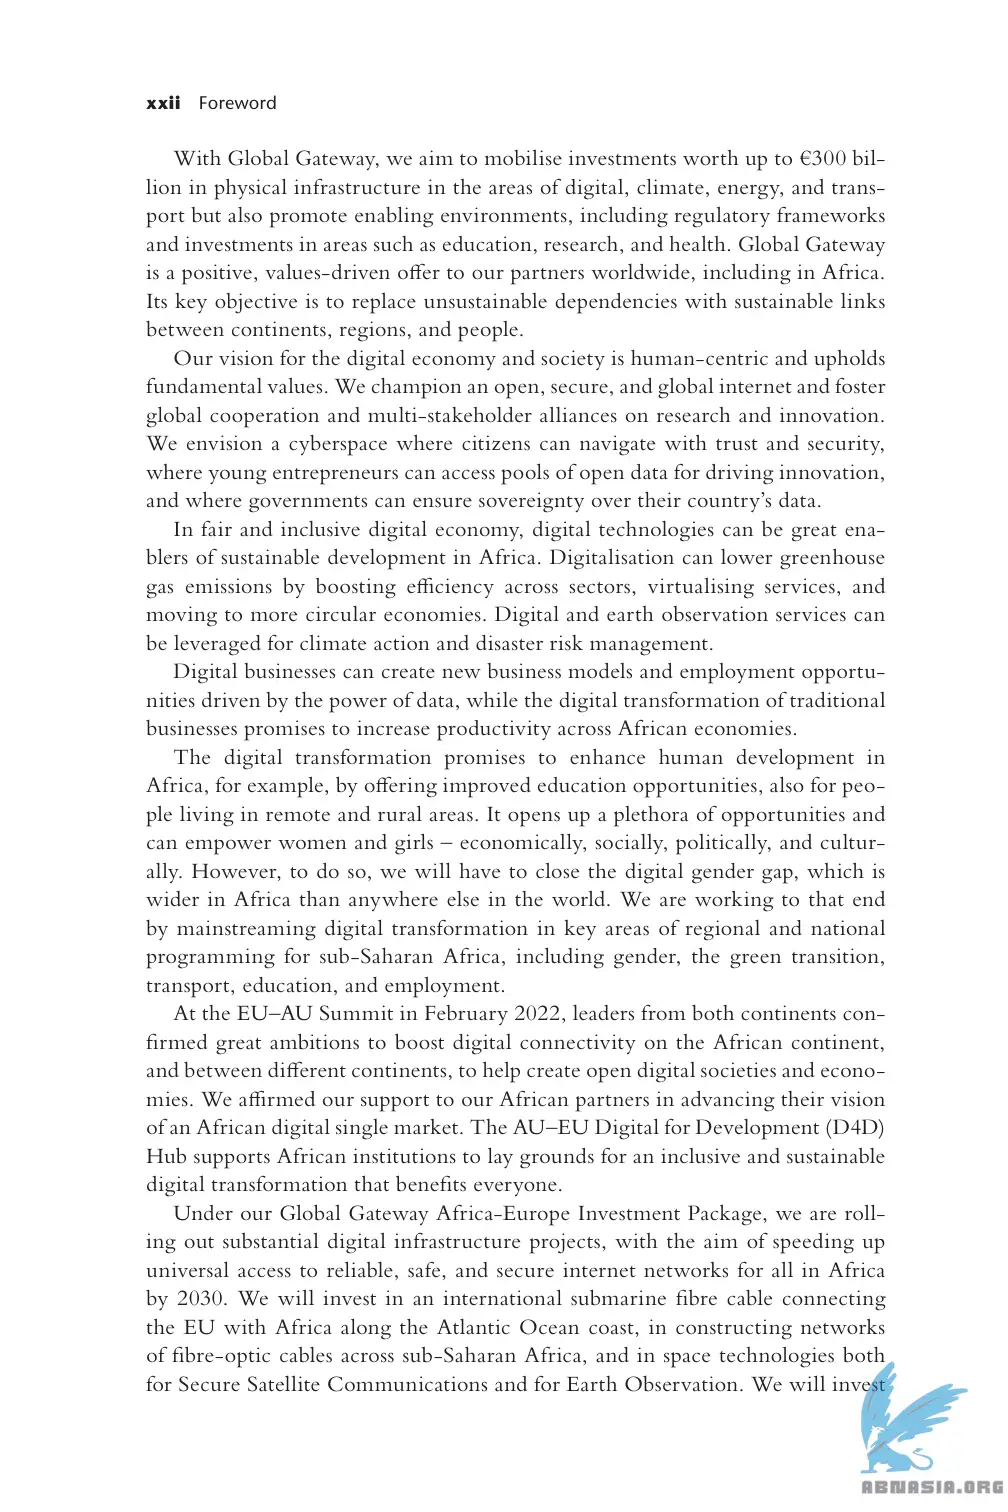 xxii Foreword
With Global Gateway, we aim to mobilise investments worth up to €300 bil-
lion in physical infrastructure in the areas of digital, climate, energy, and trans-
port but also promote enabling environments, including regulatory frameworks
and investments in areas such as education, research, and health. Global Gateway
is a positive, values-driven offer to our partners worldwide, including in Africa.
Its key objective is to replace unsustainable dependencies with sustainable links
between continents, regions, and people.
Our vision for the digital economy and society is human-centric and upholds
fundamental values. We champion an open, secure, and global internet and foster
global cooperation and multi-stakeholder alliances on research and innovation.
We envision a cyberspace where citizens can navigate with trust and security,
where young entrepreneurs can access pools of open data for driving innovation,
and where governments can ensure sovereignty over their country’s data.
In fair and inclusive digital economy, digital technologies can be great ena-
blers of sustainable development in Africa. Digitalisation can lower greenhouse
gas emissions by boosting efficiency across sectors, virtualising services, and
moving to more circular economies. Digital and earth observation services can
be leveraged for climate action and disaster risk management.
Digital businesses can create new business models and employment opportu-
nities driven by the power of data, while the digital transformation of traditional
businesses promises to increase productivity across African economies.
The digital transformation promises to enhance human development in
Africa, for example, by offering improved education opportunities, also for peo-
ple living in remote and rural areas. It opens up a plethora of opportunities and
can empower women and girls – economically, socially, politically, and cultur-
ally. However, to do so, we will have to close the digital gender gap, which is
wider in Africa than anywhere else in the world. We are working to that end
by mainstreaming digital transformation in key areas of regional and national
programming for sub-Saharan Africa, including gender, the green transition,
transport, education, and employment.
At the EU–AU Summit in February 2022, leaders from both continents con-
firmed great ambitions to boost digital connectivity on the African continent,
and between different continents, to help create open digital societies and econo-
mies. We affirmed our support to our African partners in advancing their vision
of an African digital single market. The AU–EU Digital for Development (D4D)
Hub supports African institutions to lay grounds for an inclusive and sustainable
digital transformation that benefits everyone.
Under our Global Gateway Africa-Europe Investment Package, we are roll-
ing out substantial digital infrastructure projects, with the aim of speeding up
universal access to reliable, safe, and secure internet networks for all in Africa
by 2030. We will invest in an international submarine fibre cable connecting
the EU with Africa along the Atlantic Ocean coast, in constructing networks
of fibre-optic cables across sub-Saharan Africa, and in space technologies both
for Secure Satellite Communications and for Earth Observation. We will invest
ABNASIA.ORG